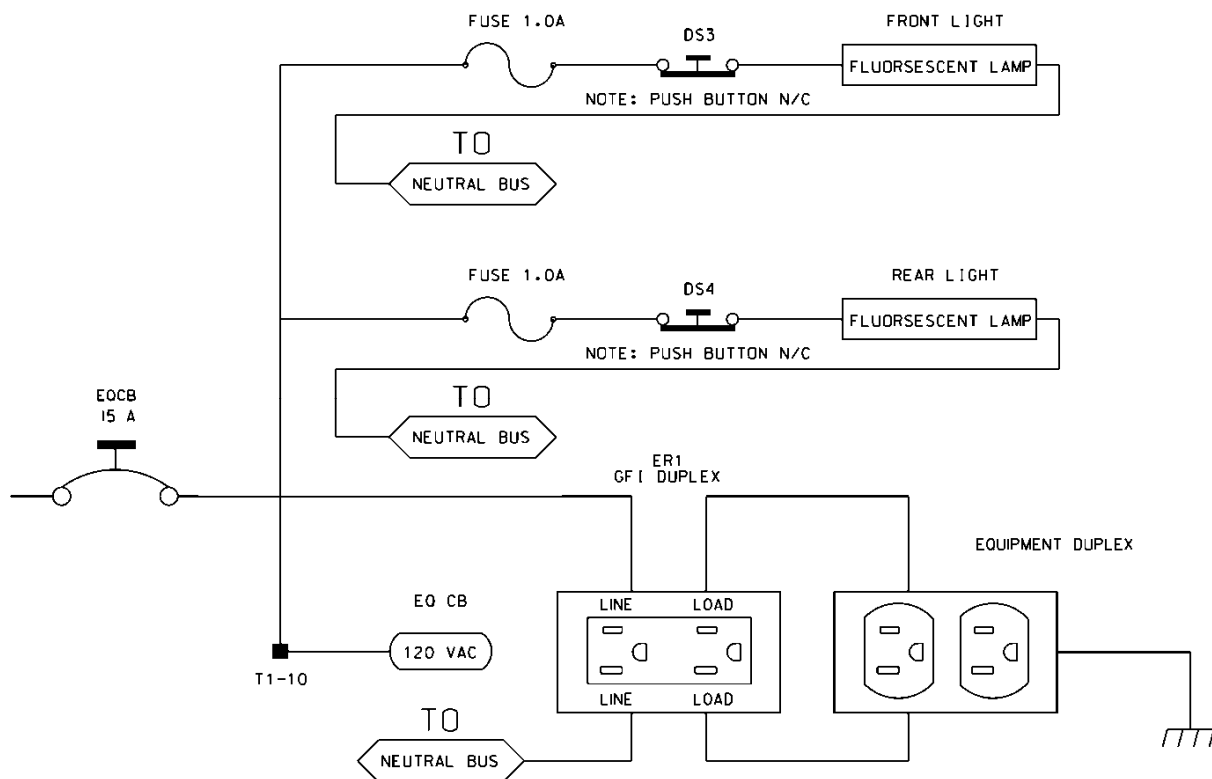 FUSE 1.0A
DS3
FRONT LIGHT
FLUORSESCENT LAMP
NOTE: PUSH BUTTON N/C
TO
NEUTRAL BUS
FUSE 1.0A
DS4
REAR LIGHT
FLUORSESCENT LAMP
NOTE: PUSH BUTTON N/C
TO
NEUTRAL BUS
EQCB
15 A
ER1
GFI DUPLEX
EQUIPMENT DUPLEX
EQ CB
120 VAC
T1-10
LINE
LOAD
LINE
LOAD
TO
NEUTRAL BUS